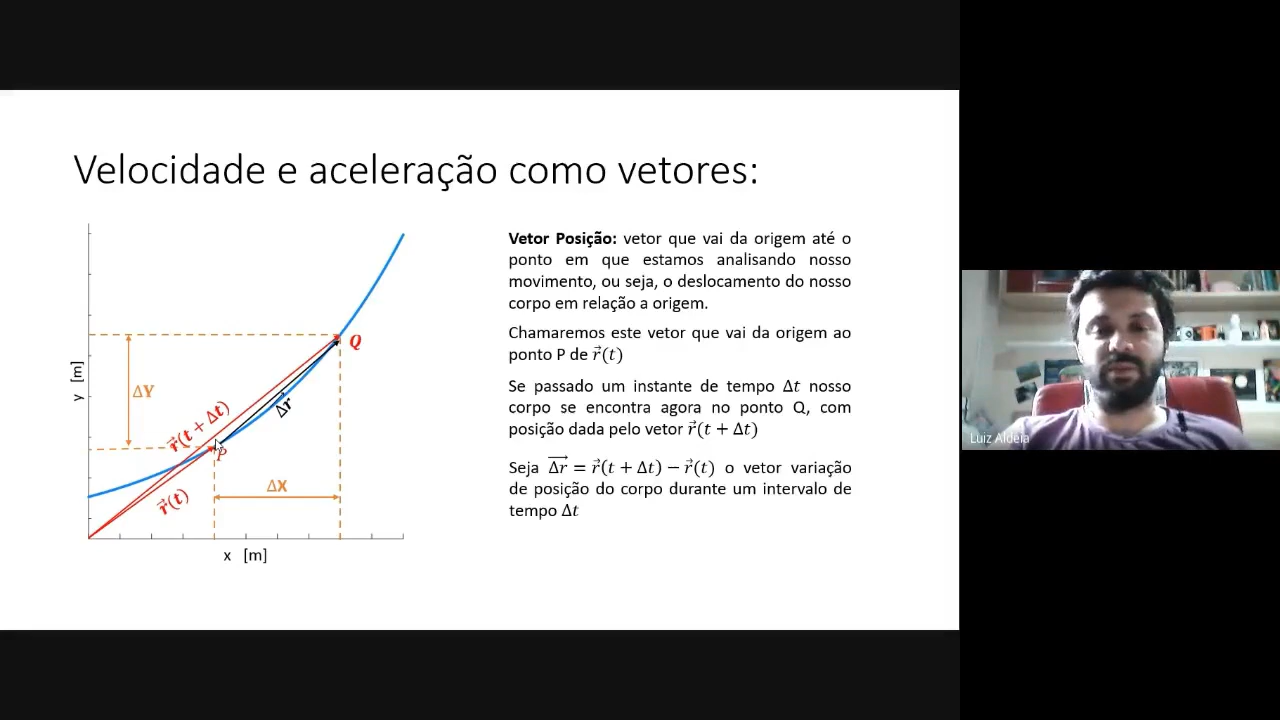 Velocidade e aceleração como vetores:
y [m]
ΔY
r⃗(t + Δt)
r⃗(t)
P
Δr
Q
ΔX
x [m]
Vetor Posição: vetor que vai da origem até o
ponto em que estamos analisando nosso
movimento, ou seja, o deslocamento do nosso
corpo em relação a origem.
Chamaremos este vetor que vai da origem ao
ponto P de r⃗(t)
Se passado um instante de tempo Δt nosso
corpo se encontra agora no ponto Q, com
posição dada pelo vetor r⃗(t + Δt)
Seja Δr⃗ = r⃗(t + Δt) − r⃗(t) o vetor variação
de posição do corpo durante um intervalo de
tempo Δt
Luiz Aldeia